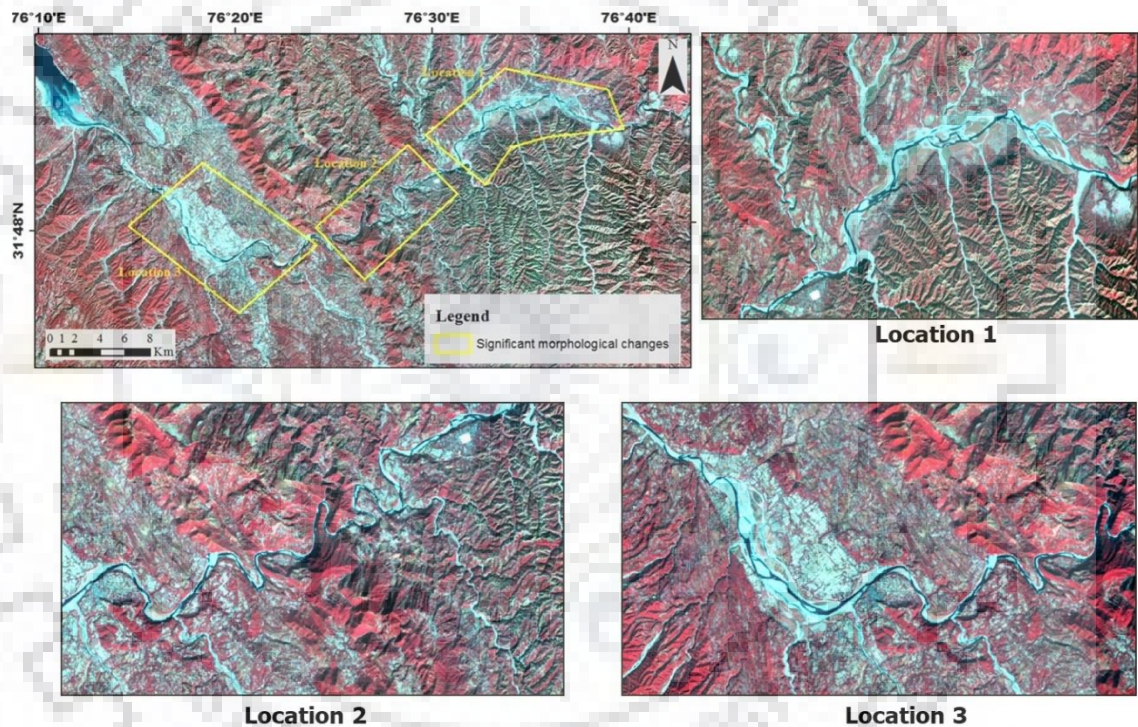 76°10'E 76°20'E 76°30'E 76°40'E
N
31°48'N
Location 1
Location 2
Location 3
0 1 2 4 6 8
Km
Legend
Significant morphological changes
Location 1
Location 2
Location 3